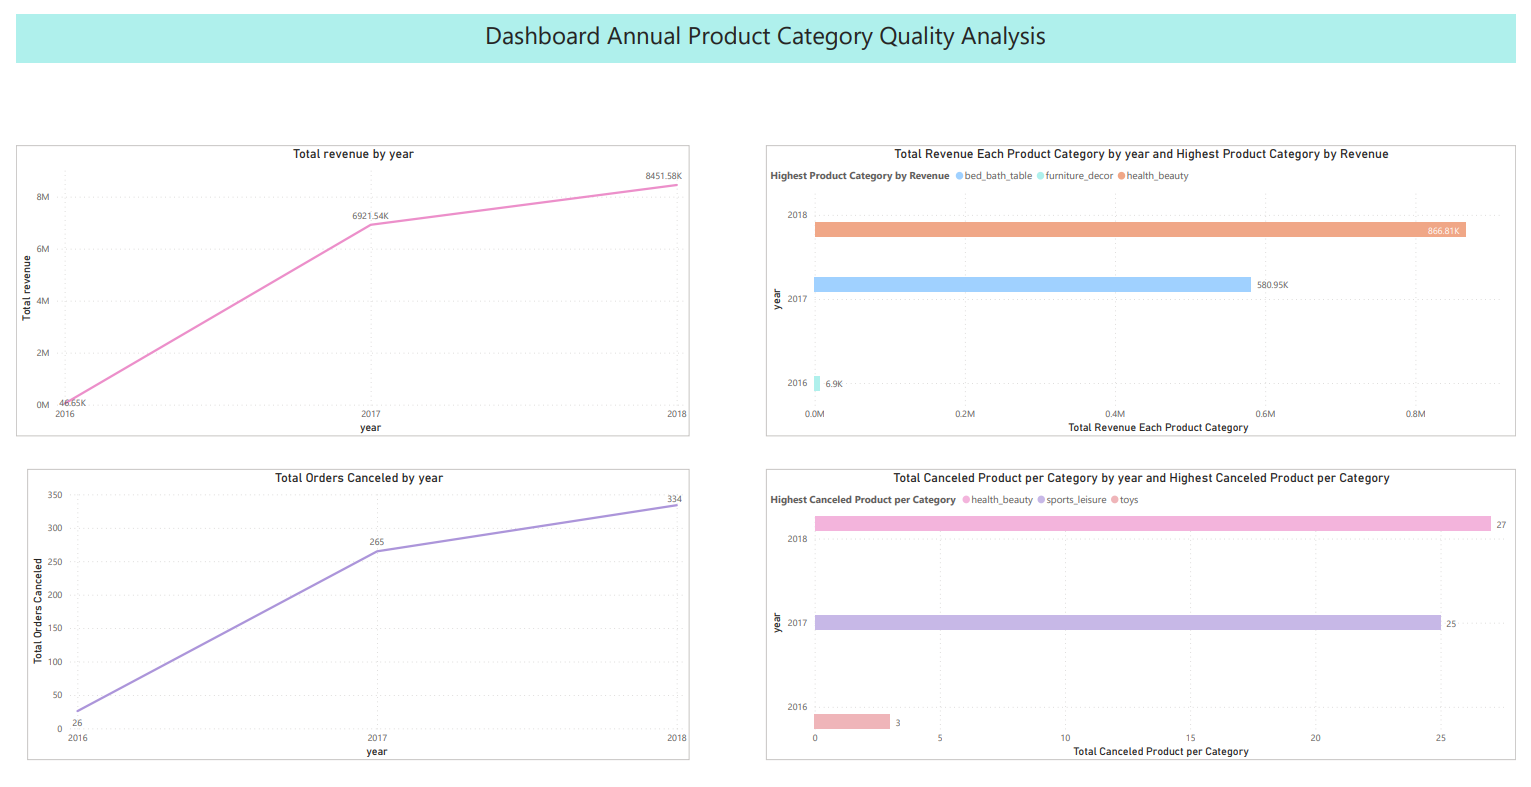 Dashboard Annual Product Category Quality Analysis
Total revenue by year
8451.58K
8M
6921.54K
6M
4M
2M
0M
46.65K
2016 2017 2018
year
Total revenue
Total Revenue Each Product Category by year and Highest Product Category by Revenue
Highest Product Category by Revenue bed_bath_table furniture_decor health_beauty
2018
866.81K
580.95K
2017
2016
6.9K
0.0M 0.2M 0.4M 0.6M 0.8M
Total Revenue Each Product Category
year
Total Orders Canceled by year
350
334
300
265
250
200
150
100
50
26
0
2016 2017 2018
year
Total Orders Canceled
Total Canceled Product per Category by year and Highest Canceled Product per Category
Highest Canceled Product per Category health_beauty sports_leisure toys
27
2018
2017
25
2016
3
0 5 10 15 20 25
Total Canceled Product per Category
year